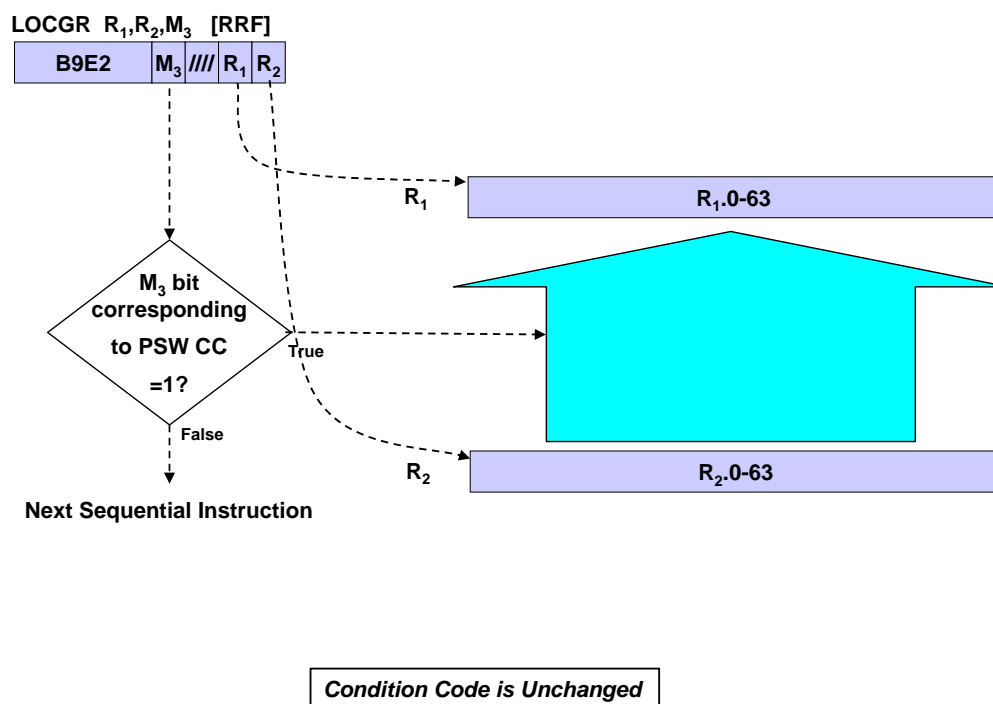 LOCGR R₁,R₂,M₃ [RRF]
B9E2 M₃ //// R₁ R₂
R₁ R₁.0-63
M₃ bit
corresponding
to PSW CC
=1?
True
False
R₂ R₂.0-63
Next Sequential Instruction
Condition Code is Unchanged